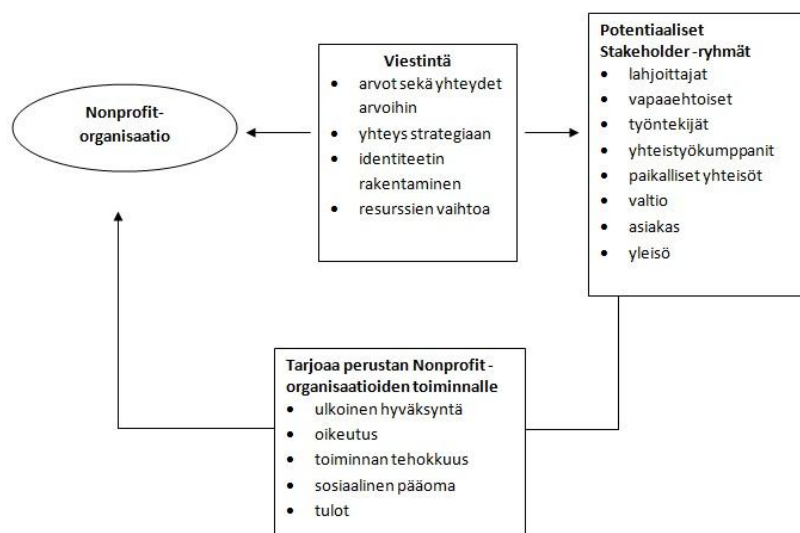 Nonprofit-
organisaatio
Viestintä
• arvot sekä yhteydet
arvoihin
• yhteys strategiaan
• identiteetin
rakentaminen
• resurssien vaihtoa
Potentiaaliset
Stakeholder -ryhmät
• lahjoittajat
• vapaaehtoiset
• työntekijät
• yhteistyökumppanit
• paikalliset yhteisöt
• valtio
• asiakas
• yleisö
Tarjoaa perustan Nonprofit -
organisaatioiden toiminnalle
• ulkoinen hyväksyntä
• oikeutus
• toiminnan tehokkuus
• sosiaalinen pääoma
• tulot